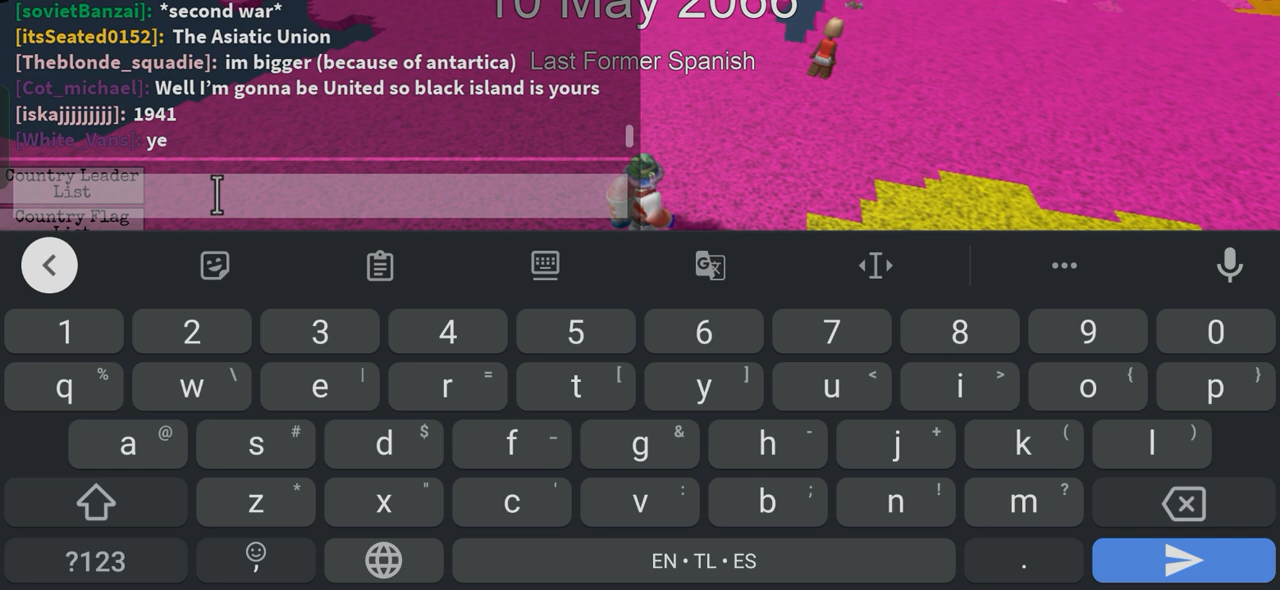 [sovietBanzai]: *second war*
10 May 2066
[itsSeated0152]: The Asiatic Union
[Theblonde_squadie]: im bigger (because of antartica)
Last Former Spanish
[Cot_michael]: Well I'm gonna be United so black island is yours
[iskajjjjjjjjj]: 1941
[White_Vans]: ye
Country Leader
List
Country Flag
1 2 3 4 5 6 7 8 9 0
q % w \ e | r = t [ y ] u < i > o { p }
a @ s # d $ f - g & h - j + k ( l )
z * x " c ' v : b ; n ! m ?
?123 , EN • TL • ES .